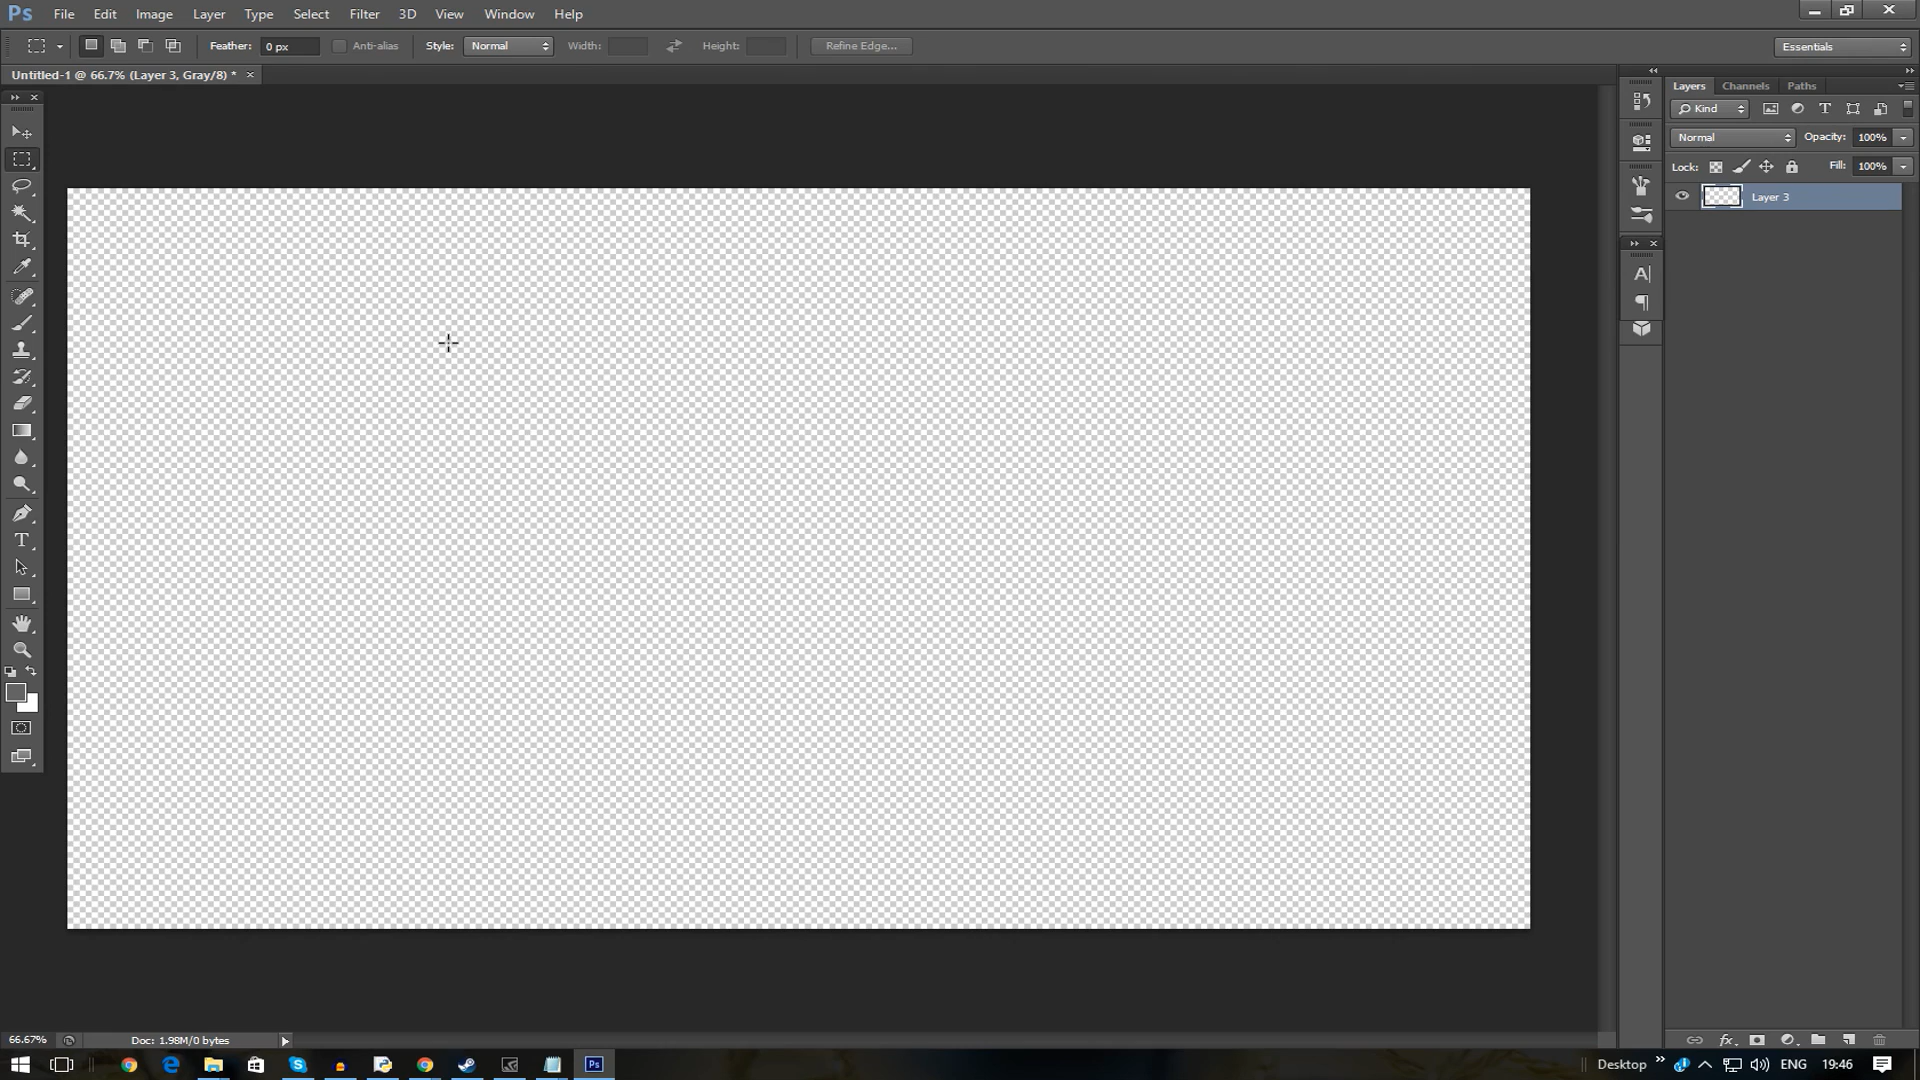 Ps File Edit Image Layer Type Select Filter 3D View Window Help
Feather: 0 px Anti-alias Style: Normal Width: Height: Refine Edge... Essentials
Untitled-1 @ 66.7% (Layer 3, Gray/8) * ×
Layers Channels Paths
Kind
Normal Opacity: 100%
Lock: Fill: 100%
Layer 3
66.67% Doc: 1.98M/0 bytes
Desktop ENG 19:46